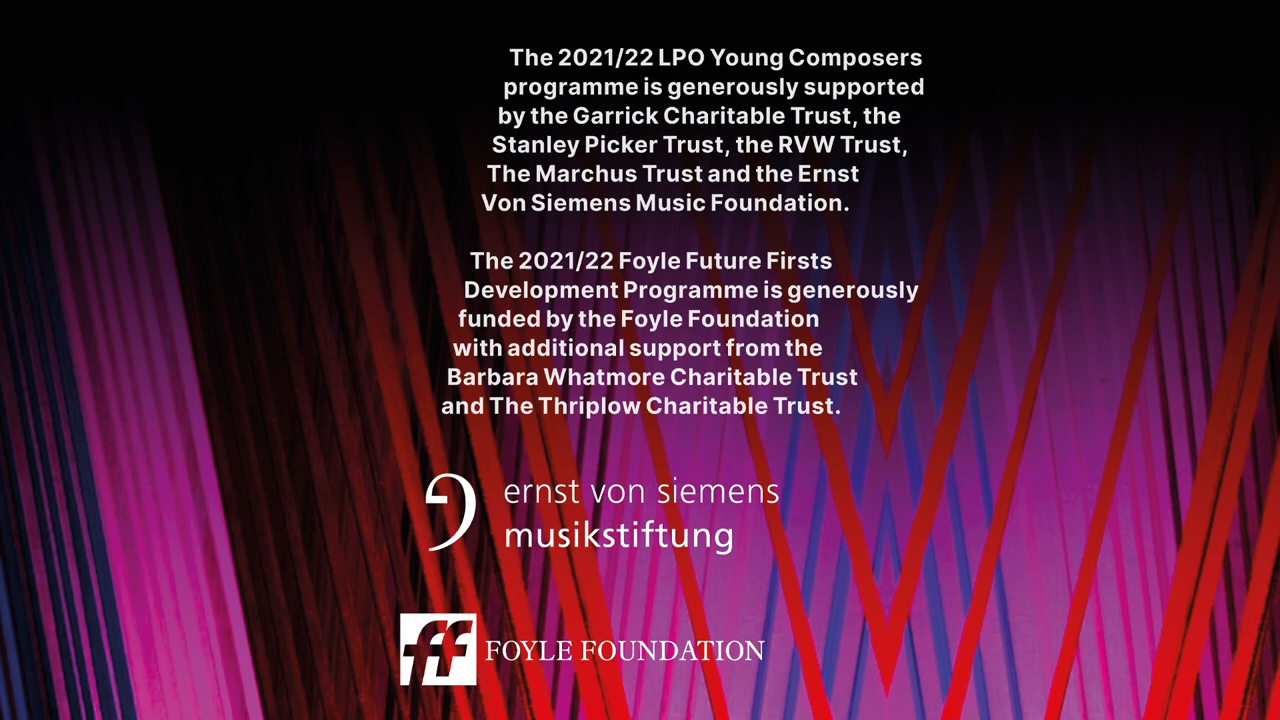 The 2021/22 LPO Young Composers
programme is generously supported
by the Garrick Charitable Trust, the
Stanley Picker Trust, the RVW Trust,
The Marchus Trust and the Ernst
Von Siemens Music Foundation.
The 2021/22 Foyle Future Firsts
Development Programme is generously
funded by the Foyle Foundation
with additional support from the
Barbara Whatmore Charitable Trust
and The Thriplow Charitable Trust.
ernst von siemens
musikstiftung
ff FOYLE FOUNDATION